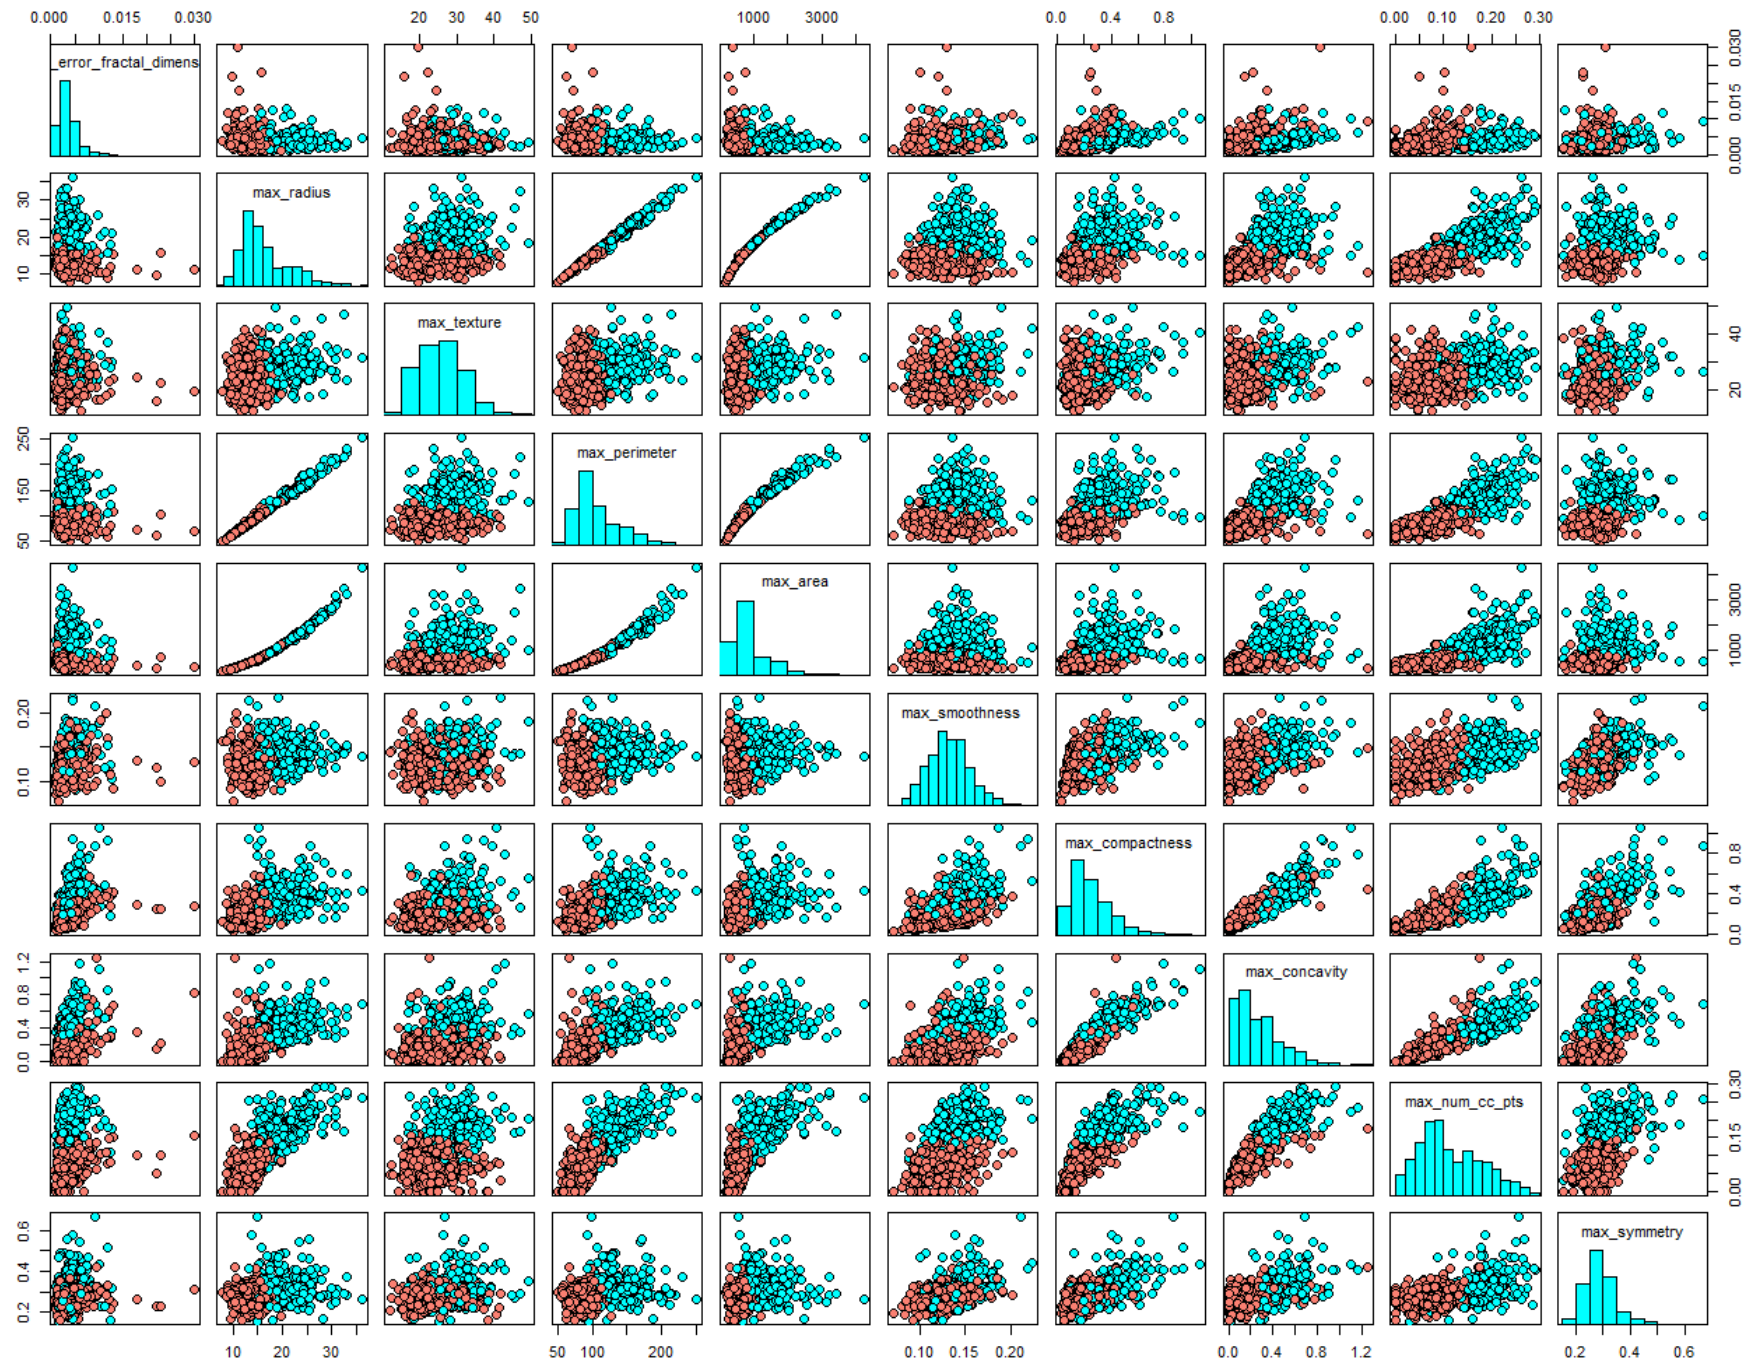 0.000 0.015 0.030 20 30 40 50 1000 3000 0.0 0.4 0.8 0.00 0.10 0.20 0.30
_error_fractal_dimens
0.000 0.015 0.030
max_radius
10 20 30
max_texture
20 40
max_perimeter
50 150 250
max_area
1000 3000
max_smoothness
0.10 0.20
max_compactness
0.0 0.4 0.8
max_concavity
0.0 0.4 0.8 1.2
max_num_cc_pts
0.00 0.15 0.30
max_symmetry
0.2 0.4 0.6
10 20 30 50 100 200 0.10 0.15 0.20 0.0 0.4 0.8 1.2 0.2 0.4 0.6